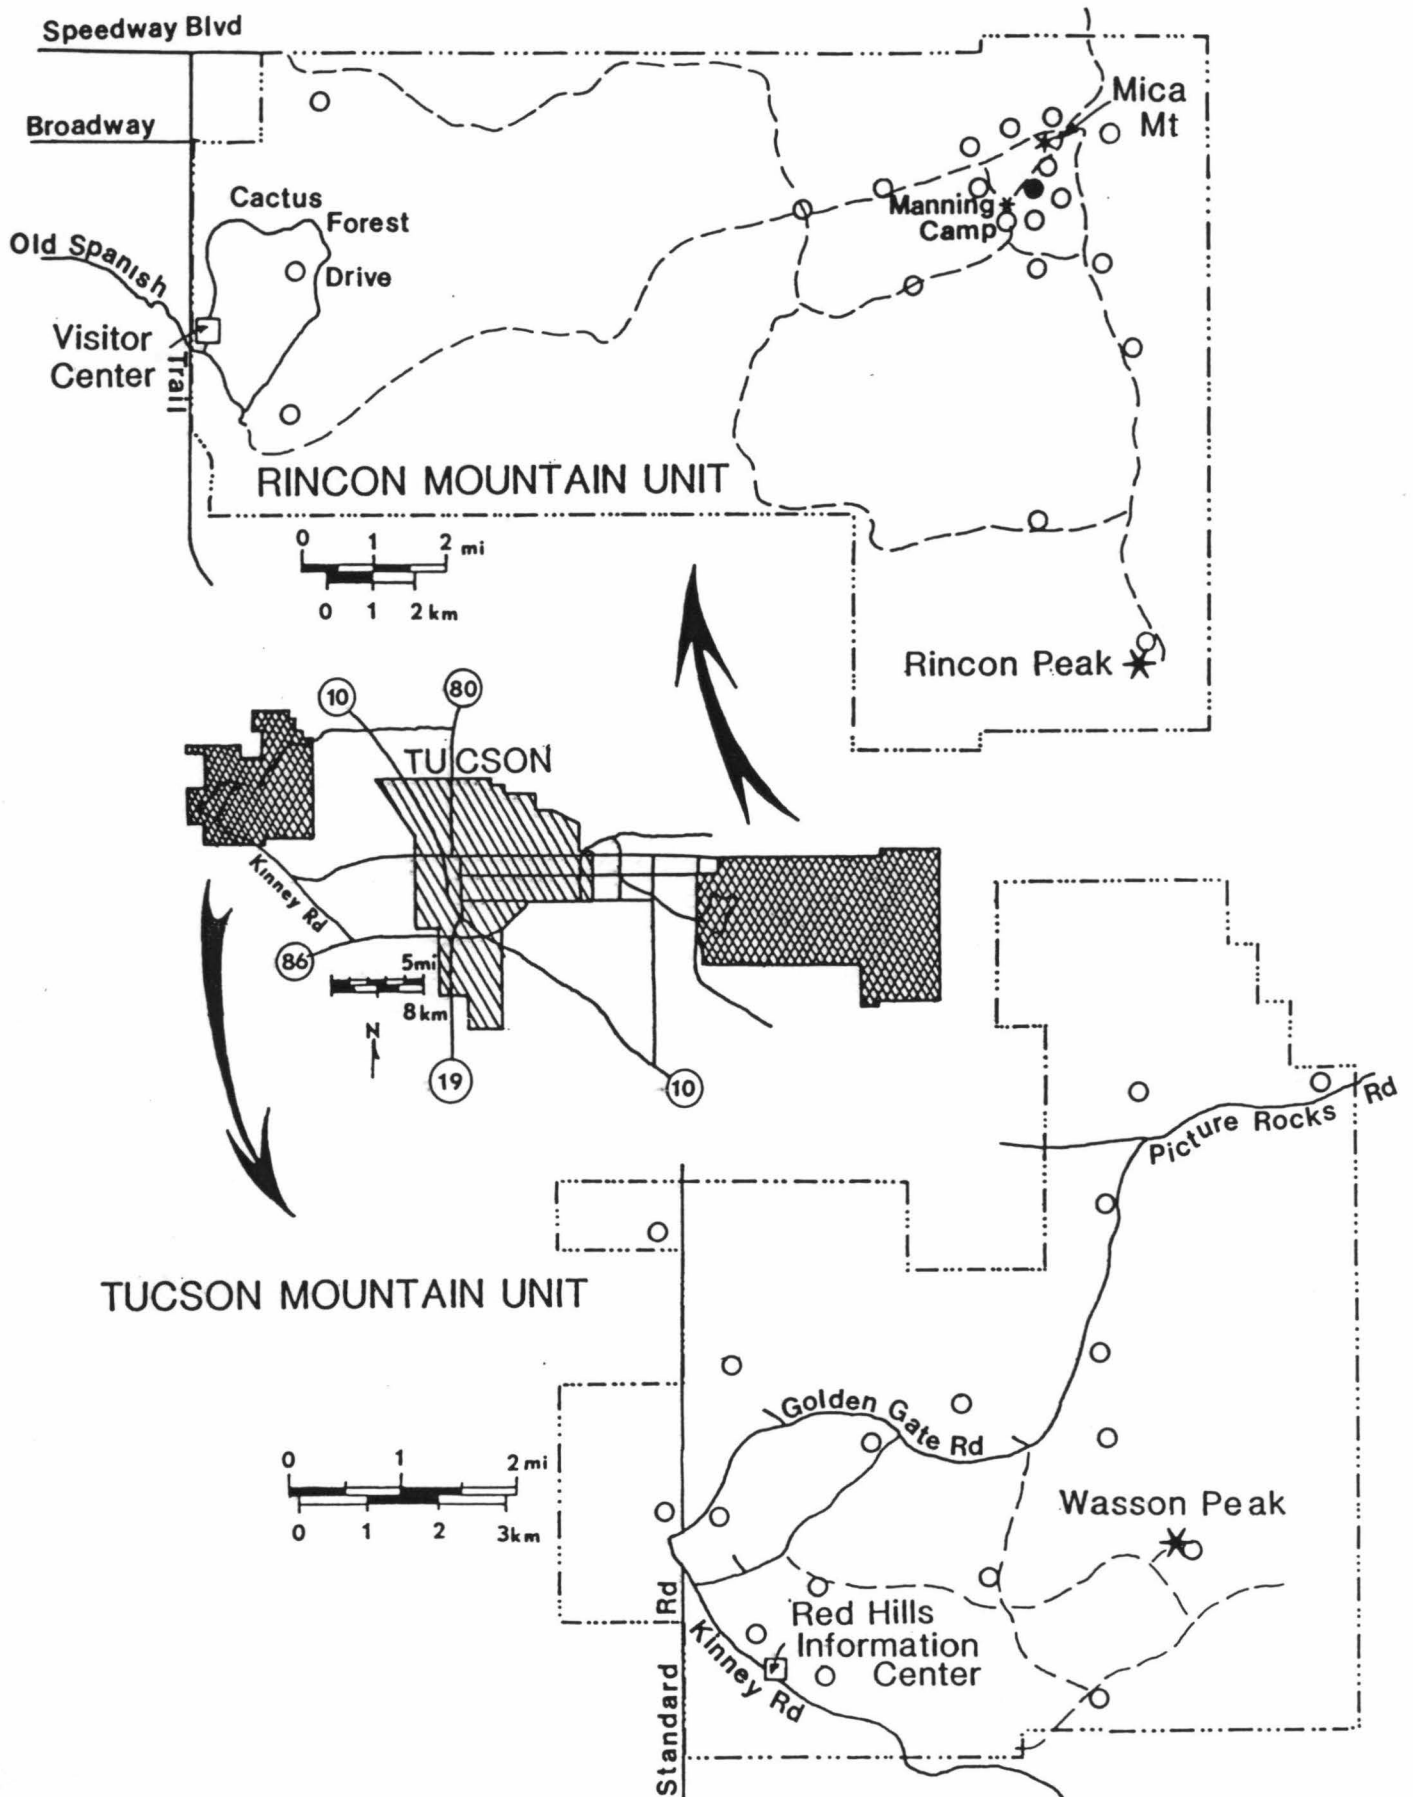 Speedway Blvd
Mica
Mt
Broadway
Cactus
Forest
Drive
Manning
Camp
Old Spanish
Trail
Visitor
Center
RINCON MOUNTAIN UNIT
0 1 2 mi
0 1 2 km
Rincon Peak
10
80
TUCSON
Kinney Rd
86
5mi
8 km
N
19
10
Picture Rocks Rd
TUCSON MOUNTAIN UNIT
Golden Gate Rd
0 1 2 mi
0 1 2 3km
Wasson Peak
Red Hills
Information
Center
Kinney Rd
Standard Rd